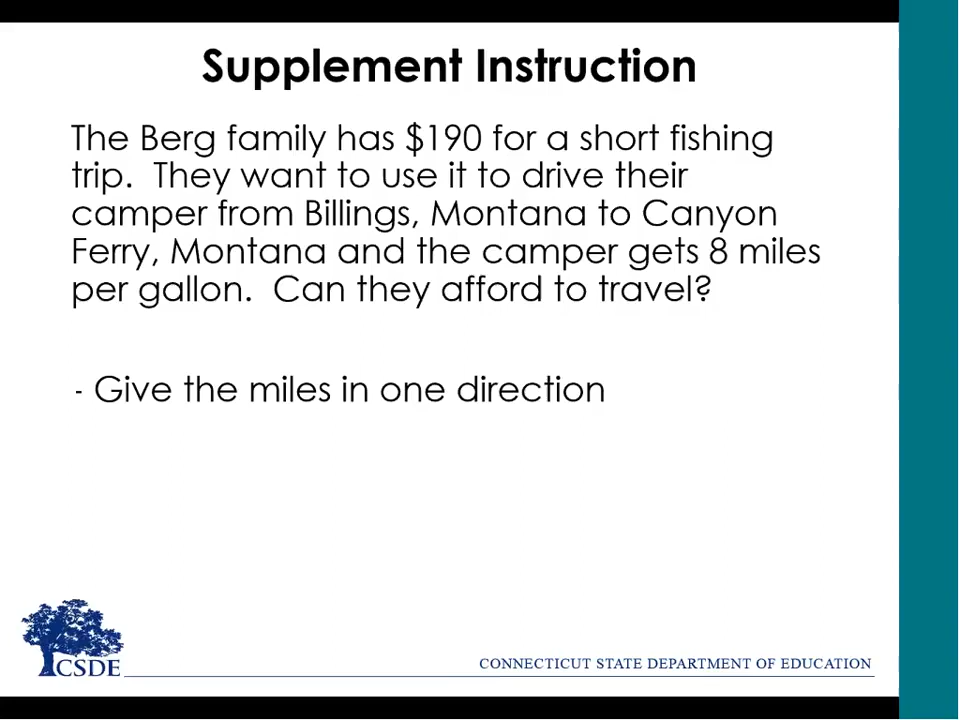 Supplement Instruction
The Berg family has $190 for a short fishing
trip.  They want to use it to drive their
camper from Billings, Montana to Canyon
Ferry, Montana and the camper gets 8 miles
per gallon.  Can they afford to travel?
- Give the miles in one direction
CSDE
CONNECTICUT STATE DEPARTMENT OF EDUCATION